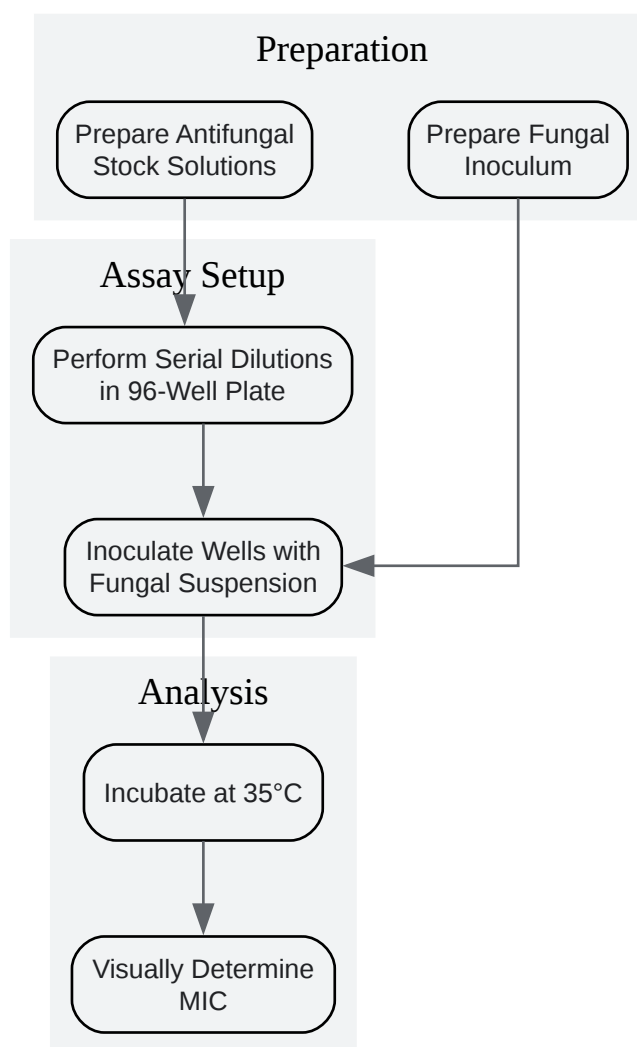 Preparation
Prepare Antifungal
Stock Solutions
Prepare Fungal
Inoculum
Assay Setup
Perform Serial Dilutions
in 96-Well Plate
Inoculate Wells with
Fungal Suspension
Analysis
Incubate at 35°C
Visually Determine
MIC